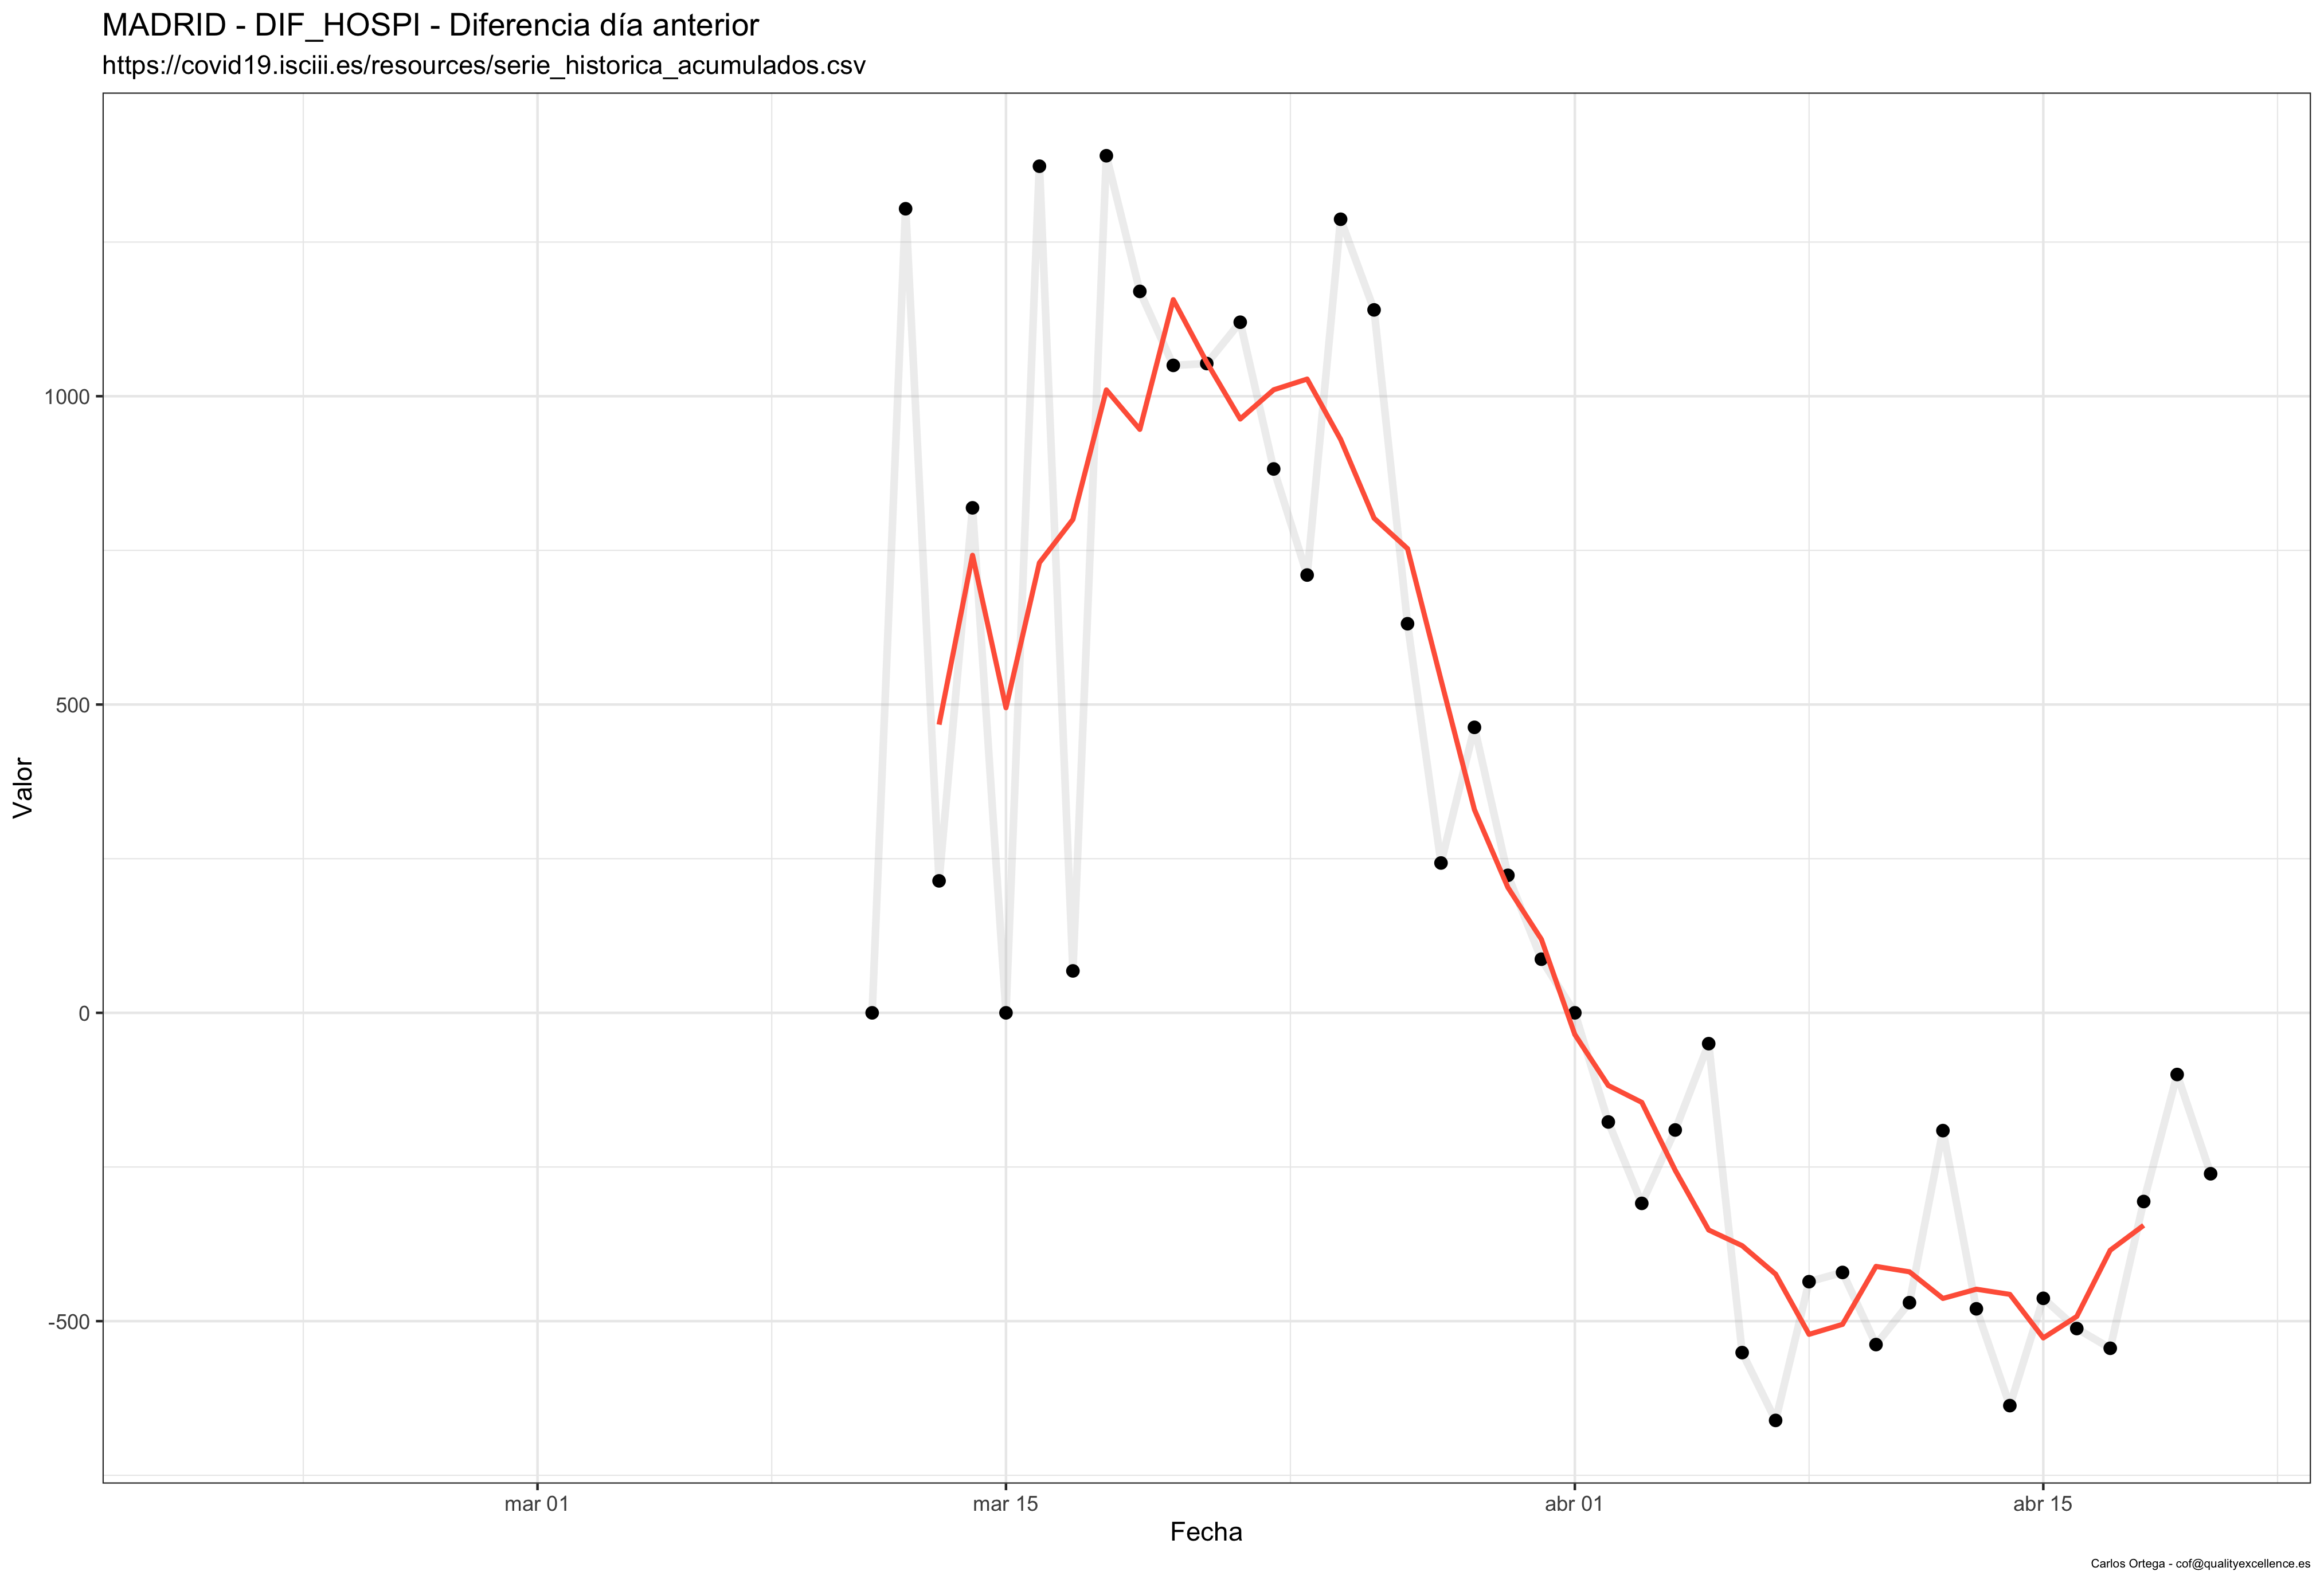 MADRID - DIF_HOSPI - Diferencia día anterior
https://covid19.isciii.es/resources/serie_historica_acumulados.csv
Valor
1000
500
0
-500
mar 01
mar 15
abr 01
abr 15
Fecha
Carlos Ortega - cof@qualityexcellence.es